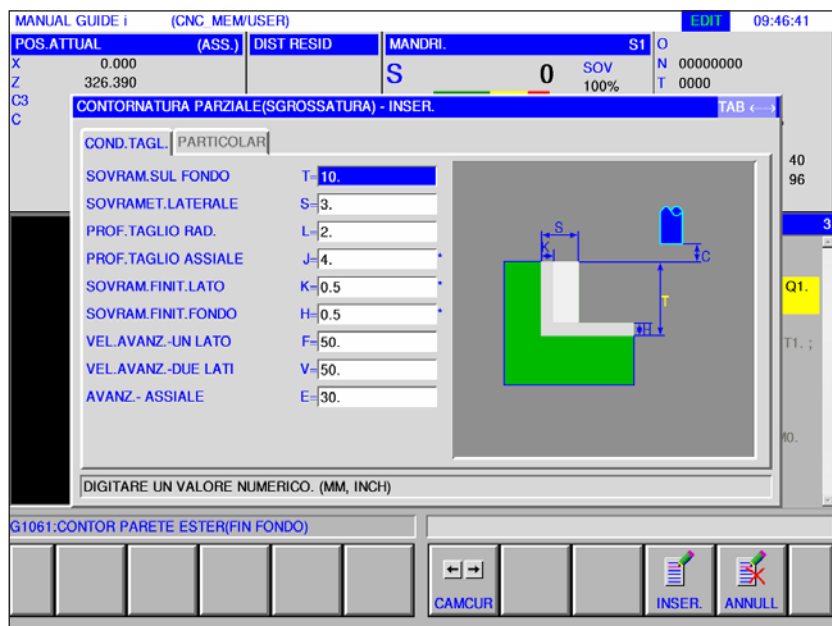 MANUAL GUIDE i (CNC_MEM/USER) EDIT 09:46:41
POS.ATTUAL (ASS.) DIST RESID MANDRI. S1 O
X 0.000 N 00000000
Z 326.390 S 0 SOV 100% T 0000
C3
C
CONTORNATURA PARZIALE(SGROSSATURA) - INSER. TAB ←→
COND.TAGL. PARTICOLAR
SOVRAM.SUL FONDO T=10.
SOVRAMET.LATERALE S=3.
PROF.TAGLIO RAD. L=2.
PROF.TAGLIO ASSIALE J=4. *
SOVRAM.FINIT.LATO K=0.5 *
SOVRAM.FINIT.FONDO H=0.5 *
VEL.AVANZ.-UN LATO F=50.
VEL.AVANZ.-DUE LATI V=50.
AVANZ.- ASSIALE E=30.
S
K
C
T
H
40
96
3
Q1.
T1. ;
M0.
DIGITARE UN VALORE NUMERICO. (MM, INCH)
G1061:CONTOR PARETE ESTER(FIN FONDO)
← →
CAMCUR INSER. ANNULL